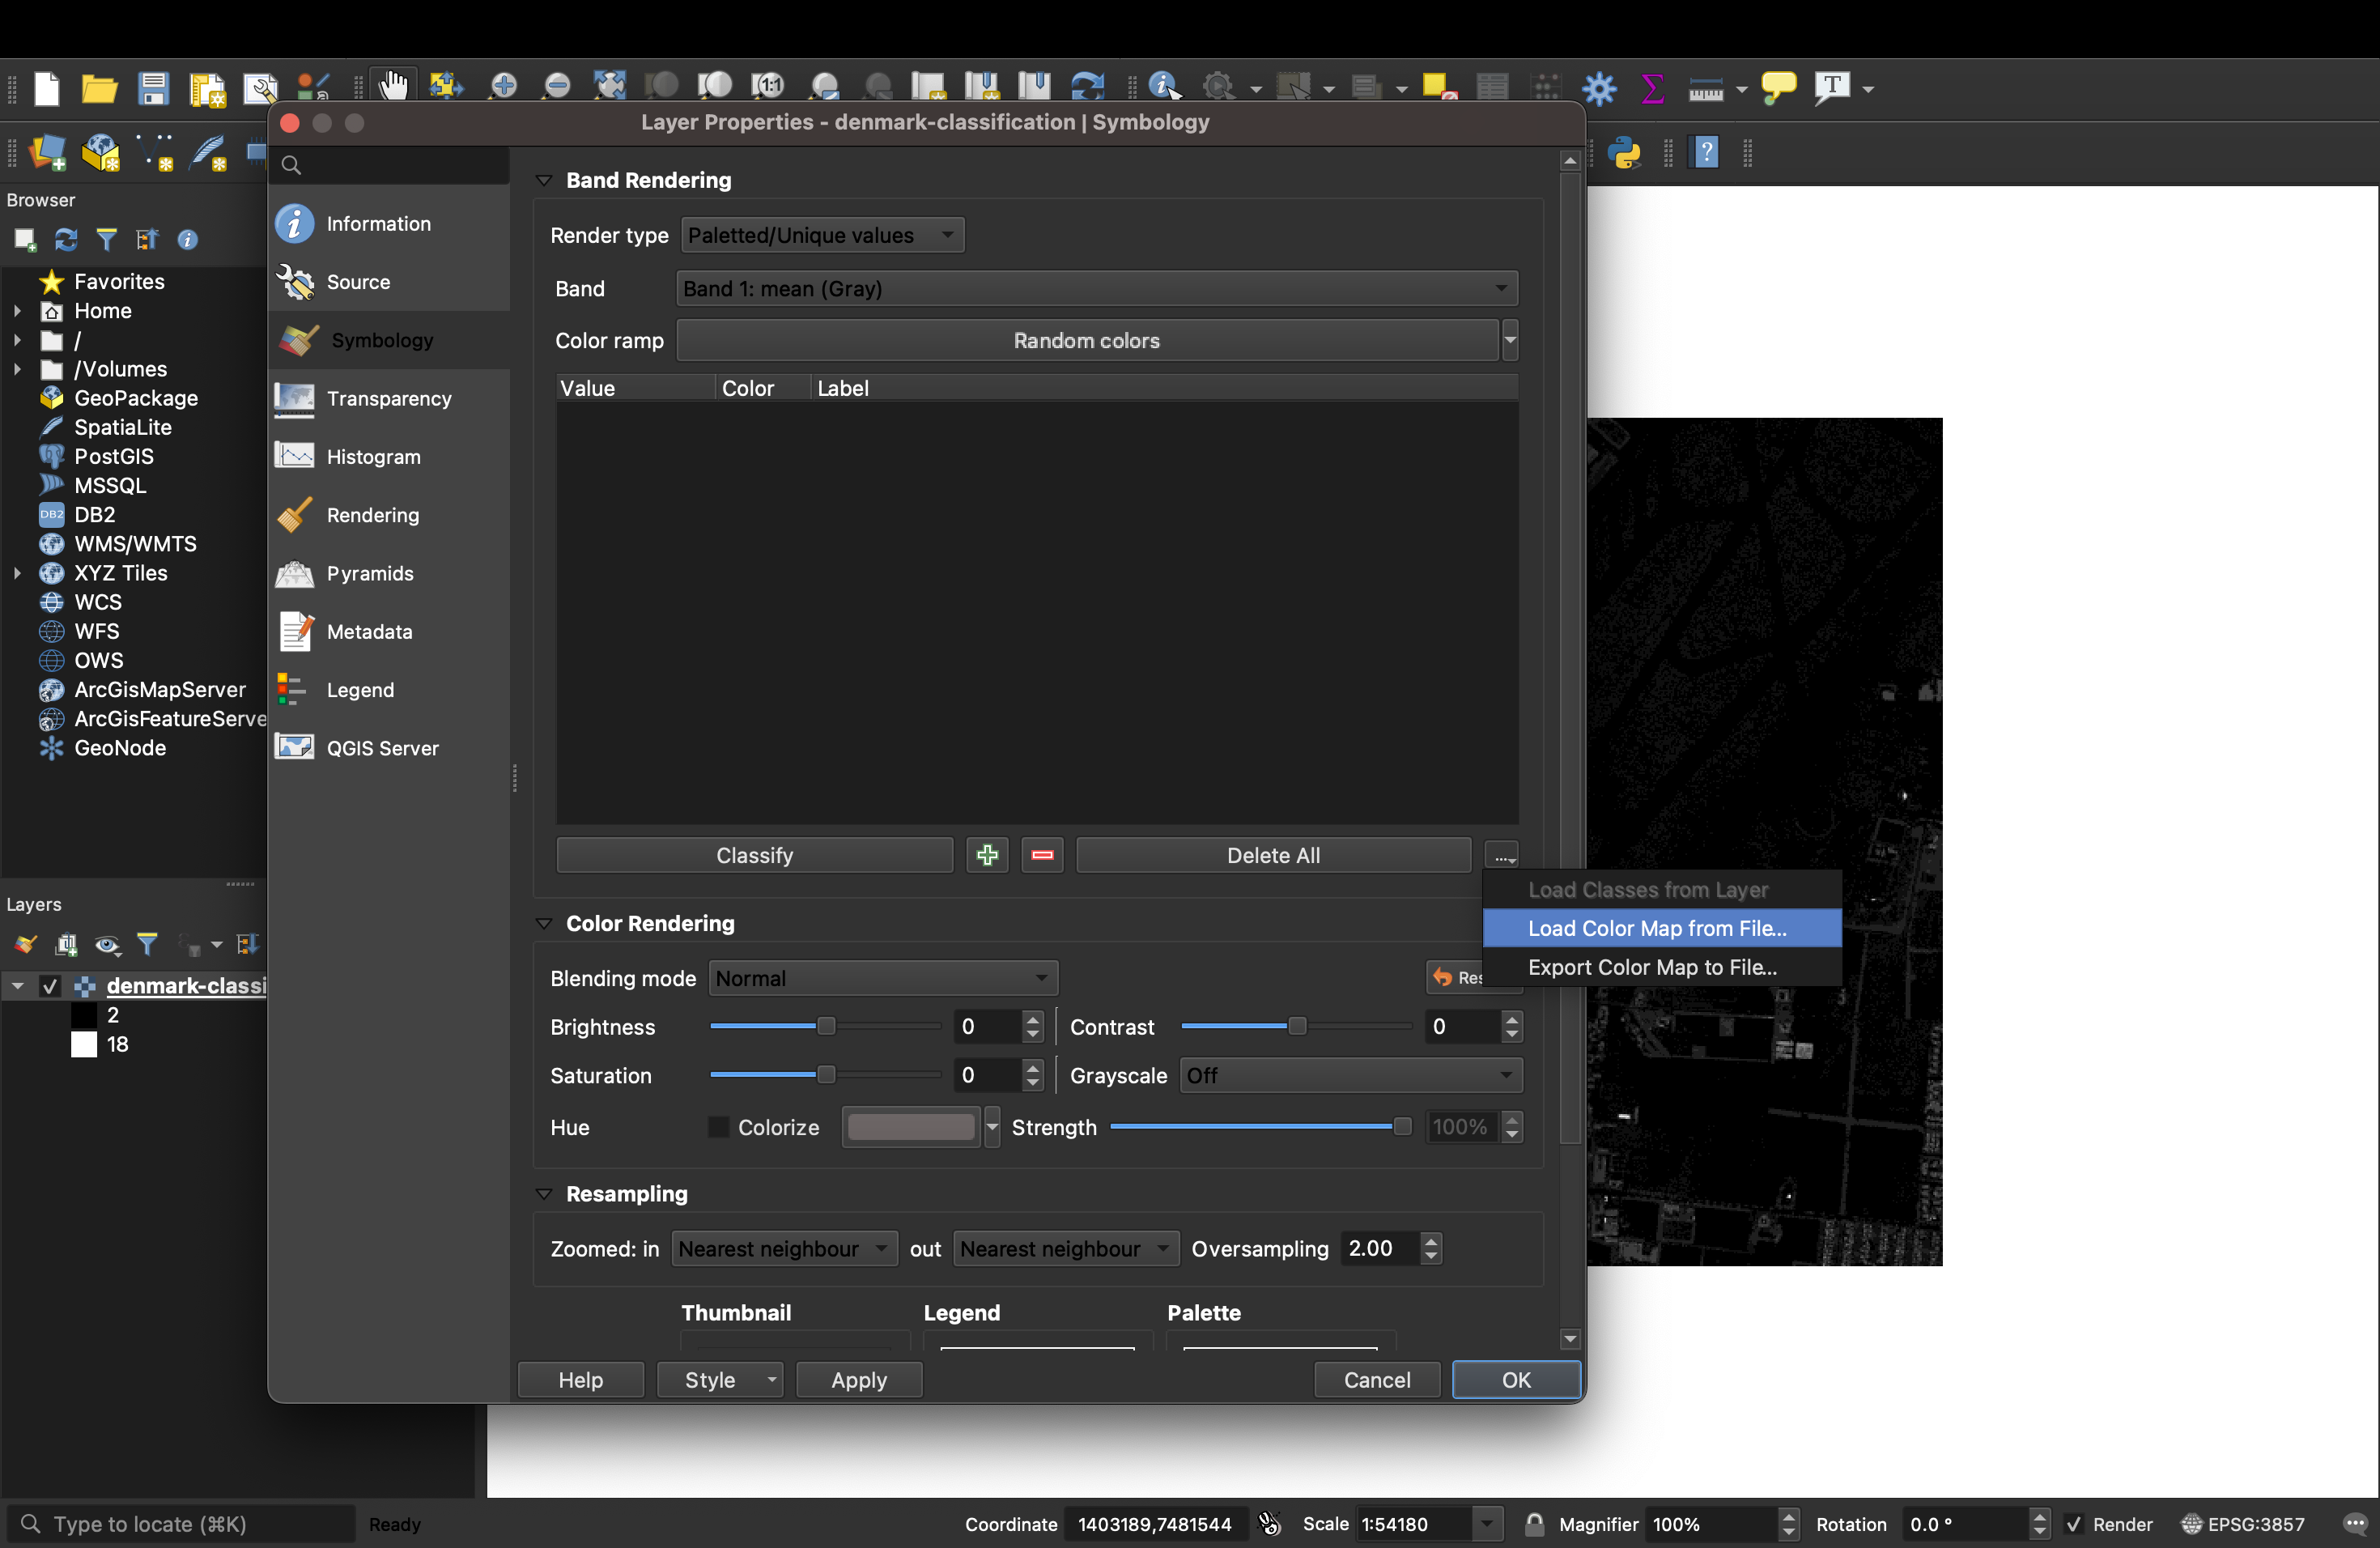 Layer Properties - denmark-classification | Symbology
Browser
Favorites
Home
/
/Volumes
GeoPackage
SpatiaLite
PostGIS
MSSQL
DB2
DB2
WMS/WMTS
XYZ Tiles
WCS
WFS
OWS
ArcGisMapServer
ArcGisFeatureServe
GeoNode
Layers
denmark-classi
2
18
Information
Source
Symbology
Transparency
Histogram
Rendering
Pyramids
Metadata
Legend
QGIS Server
Band Rendering
Render type Paletted/Unique values
Band Band 1: mean (Gray)
Color ramp Random colors
Value Color Label
Classify Delete All ...
Load Classes from Layer
Load Color Map from File...
Export Color Map to File...
Color Rendering
Blending mode Normal Res
Brightness 0 Contrast 0
Saturation 0 Grayscale Off
Hue Colorize Strength 100%
Resampling
Zoomed: in Nearest neighbour out Nearest neighbour Oversampling 2.00
Thumbnail Legend Palette
Help Style Apply Cancel OK
Type to locate (⌘K) Ready Coordinate 1403189,7481544 Scale 1:54180 Magnifier 100% Rotation 0.0 ° Render EPSG:3857